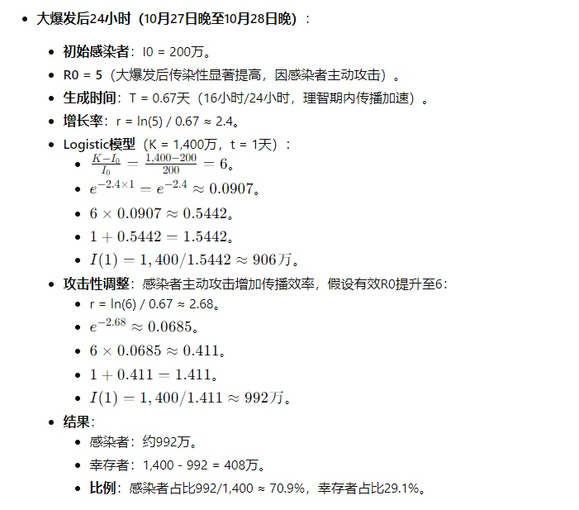 大爆发后24小时（10月27日晚至10月28日晚）：
初始感染者：I0 = 200万。
R0 = 5（大爆发后传染性显著提高，因感染者主动攻击）。
生成时间：T = 0.67天（16小时/24小时，理智期内传播加速）。
增长率：r = ln(5) / 0.67 ≈ 2.4。
Logistic模型（K = 1,400万，t = 1天）：
\frac{K−I_0}{I_0} = \frac{1,400−200}{200} = 6。
e^{−2.4×1} = e^{−2.4} ≈ 0.0907。
6 × 0.0907 ≈ 0.5442。
1 + 0.5442 = 1.5442。
I(1) = 1,400/1.5442 ≈ 906万。
攻击性调整：感染者主动攻击增加传播效率，假设有效R0提升至6：
r = ln(6) / 0.67 ≈ 2.68。
e^{−2.68} ≈ 0.0685。
6 × 0.0685 ≈ 0.411。
1 + 0.411 = 1.411。
I(1) = 1,400/1.411 ≈ 992万。
结果：
感染者：约992万。
幸存者：1,400 - 992 = 408万。
比例：感染者占比992/1,400 ≈ 70.9%，幸存者占比29.1%。